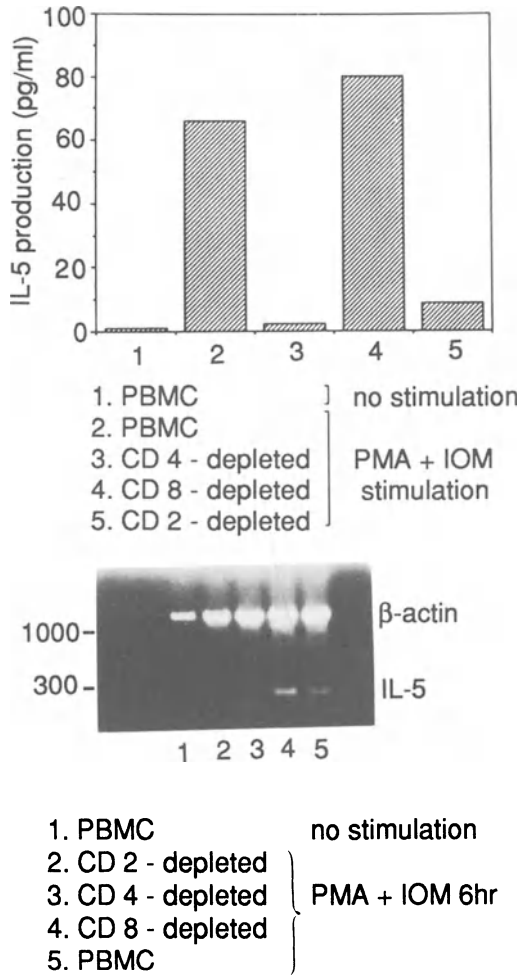 IL-5 production (pg/ml)
100
80
60
40
20
0
1 2 3 4 5
1. PBMC ] no stimulation
2. PBMC
3. CD 4 - depleted PMA + IOM
4. CD 8 - depleted stimulation
5. CD 2 - depleted
β-actin
1000
300 IL-5
1 2 3 4 5
1. PBMC no stimulation
2. CD 2 - depleted
3. CD 4 - depleted PMA + IOM 6hr
4. CD 8 - depleted
5. PBMC